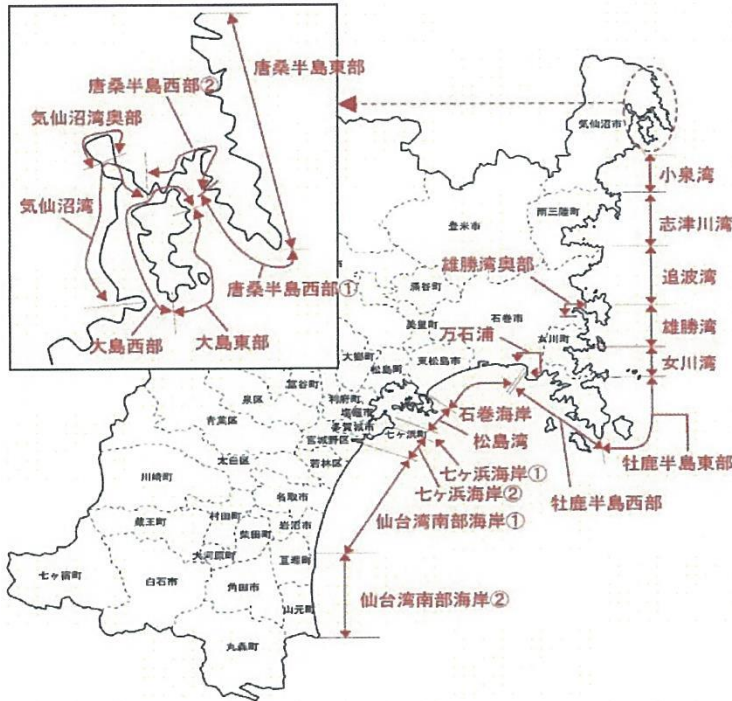 唐桑半島東部
唐桑半島西部②
気仙沼湾奥部
気仙沼湾
唐桑半島西部①
大島西部
大島東部
気仙沼市
小泉湾
南三陸町
志津川湾
登米市
雄勝湾奥部
追波湾
涌谷町
石巻市
雄勝湾
美里町
万石浦
女川町
女川湾
大郷町
松島町
東松島市
富谷町
利府町
塩竈市
多賀城市
泉区
青葉区
宮城野区
七ヶ浜町
石巻海岸
松島湾
牡鹿半島東部
太白区
若林区
七ヶ浜海岸①
七ヶ浜海岸②
牡鹿半島西部
川崎町
名取市
仙台湾南部海岸①
村田町
岩沼市
蔵王町
柴田町
大河原町
亘理町
七ヶ宿町
白石市
角田市
仙台湾南部海岸②
山元町
丸森町